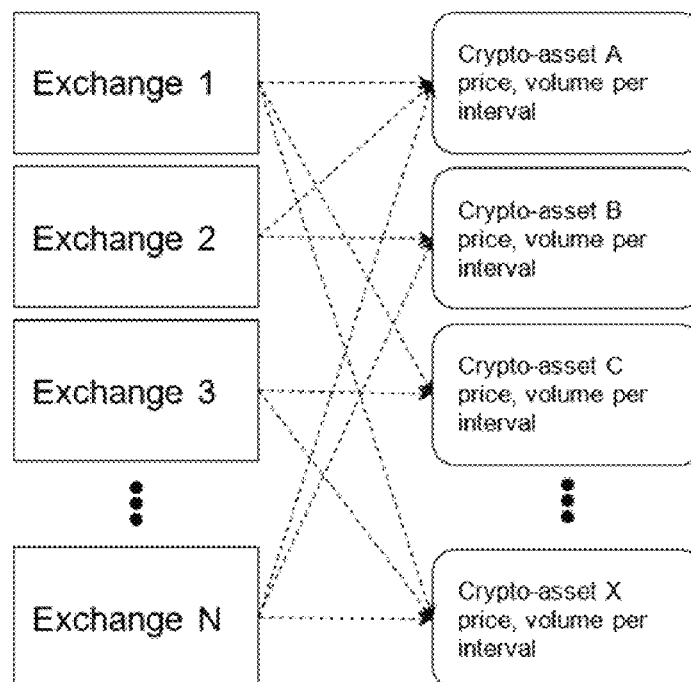 Exchange 1
Crypto-asset A
price, volume per
interval
Exchange 2
Crypto-asset B
price, volume per
interval
Exchange 3
Crypto-asset C
price, volume per
interval
Exchange N
Crypto-asset X
price, volume per
interval